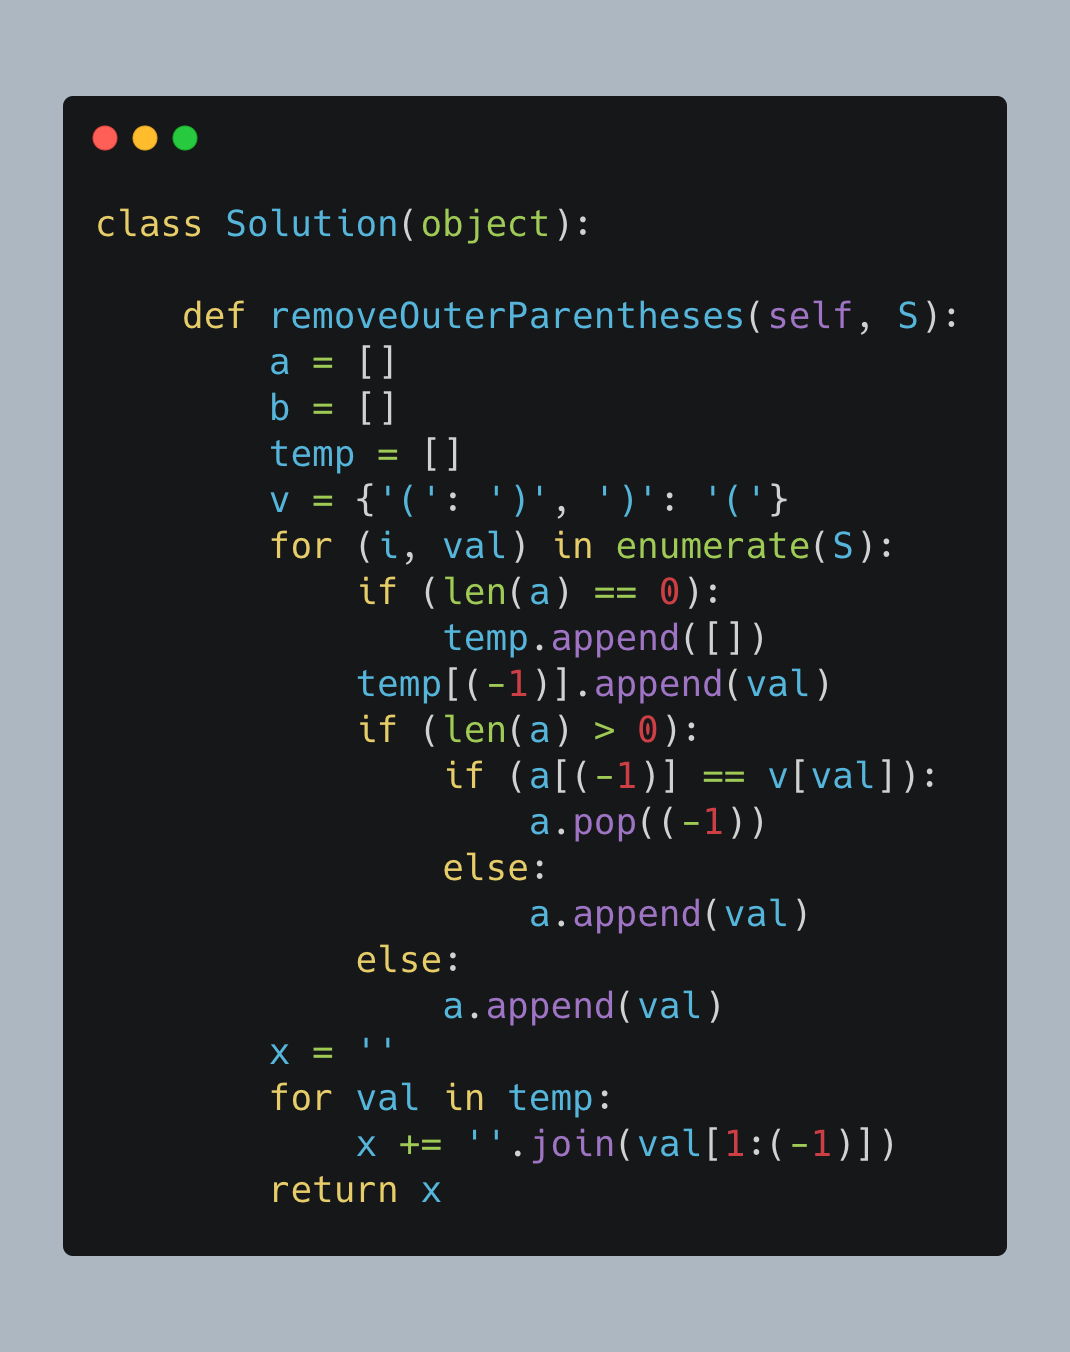 class Solution(object):

    def removeOuterParentheses(self, S):
        a = []
        b = []
        temp = []
        v = {'(': ')', ')': '('}
        for (i, val) in enumerate(S):
            if (len(a) == 0):
                temp.append([])
            temp[(-1)].append(val)
            if (len(a) > 0):
                if (a[(-1)] == v[val]):
                    a.pop((-1))
                else:
                    a.append(val)
            else:
                a.append(val)
        x = ''
        for val in temp:
            x += ''.join(val[1:(-1)])
        return x